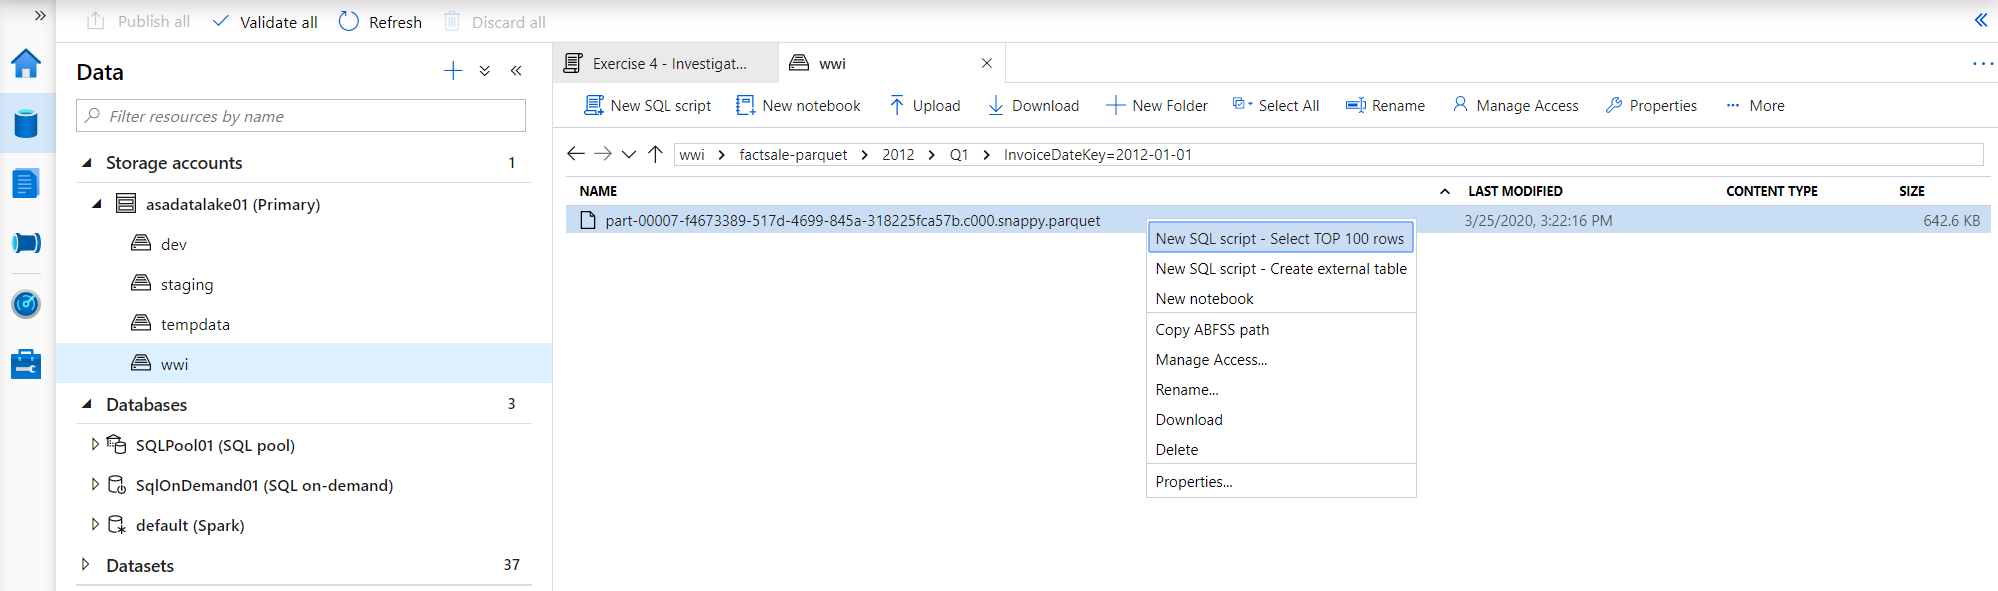 Publish all Validate all Refresh Discard all
Data
Filter resources by name
Storage accounts 1
asadatalake01 (Primary)
dev
staging
tempdata
wwi
Databases 3
SQLPool01 (SQL pool)
SqlOnDemand01 (SQL on-demand)
default (Spark)
Datasets 37
Exercise 4 - Investigat... wwi
New SQL script New notebook Upload Download New Folder Select All Rename Manage Access Properties More
wwi factsale-parquet 2012 Q1 InvoiceDateKey=2012-01-01
NAME LAST MODIFIED CONTENT TYPE SIZE
part-00007-f4673389-517d-4699-845a-318225fca57b.c000.snappy.parquet 3/25/2020, 3:22:16 PM 642.6 KB
New SQL script - Select TOP 100 rows
New SQL script - Create external table
New notebook
Copy ABFSS path
Manage Access...
Rename...
Download
Delete
Properties...